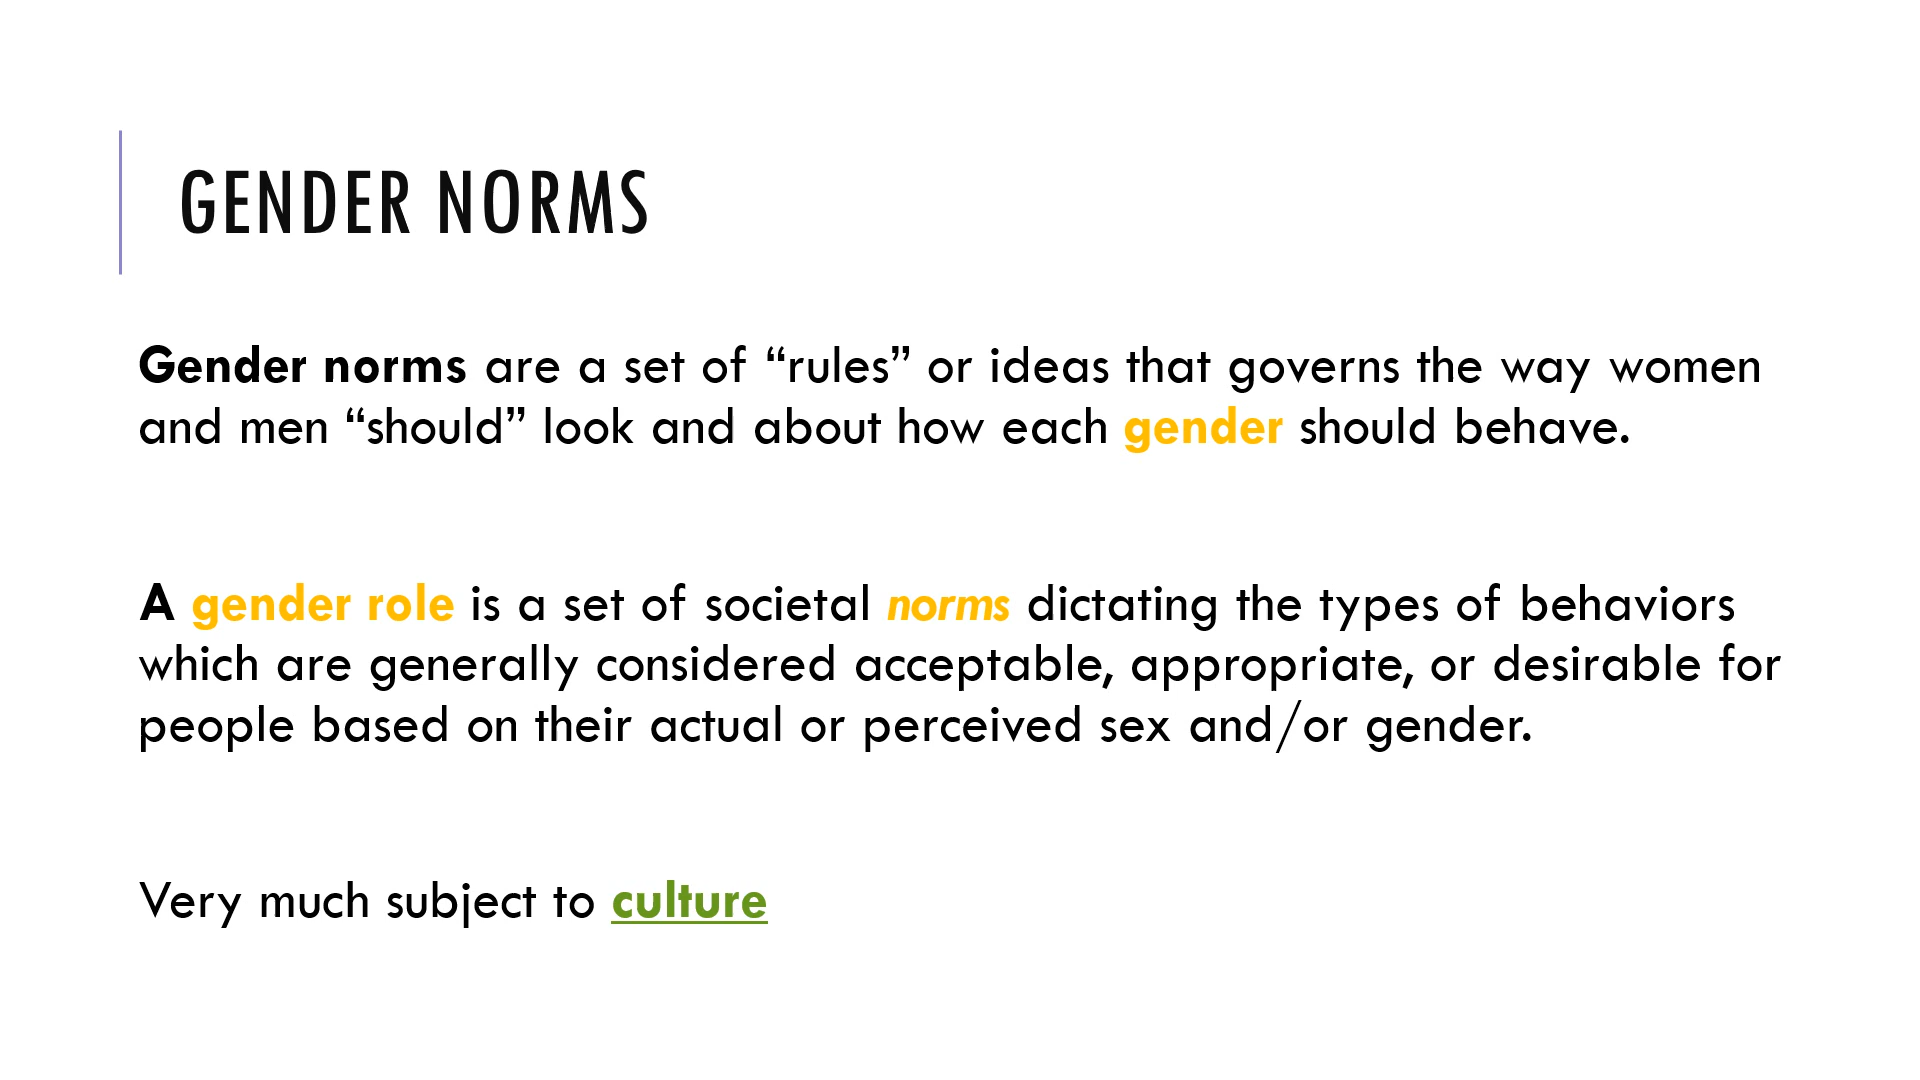 GENDER NORMS
Gender norms are a set of “rules” or ideas that governs the way women
and men “should” look and about how each gender should behave.
A gender role is a set of societal norms dictating the types of behaviors
which are generally considered acceptable, appropriate, or desirable for
people based on their actual or perceived sex and/or gender.
Very much subject to culture